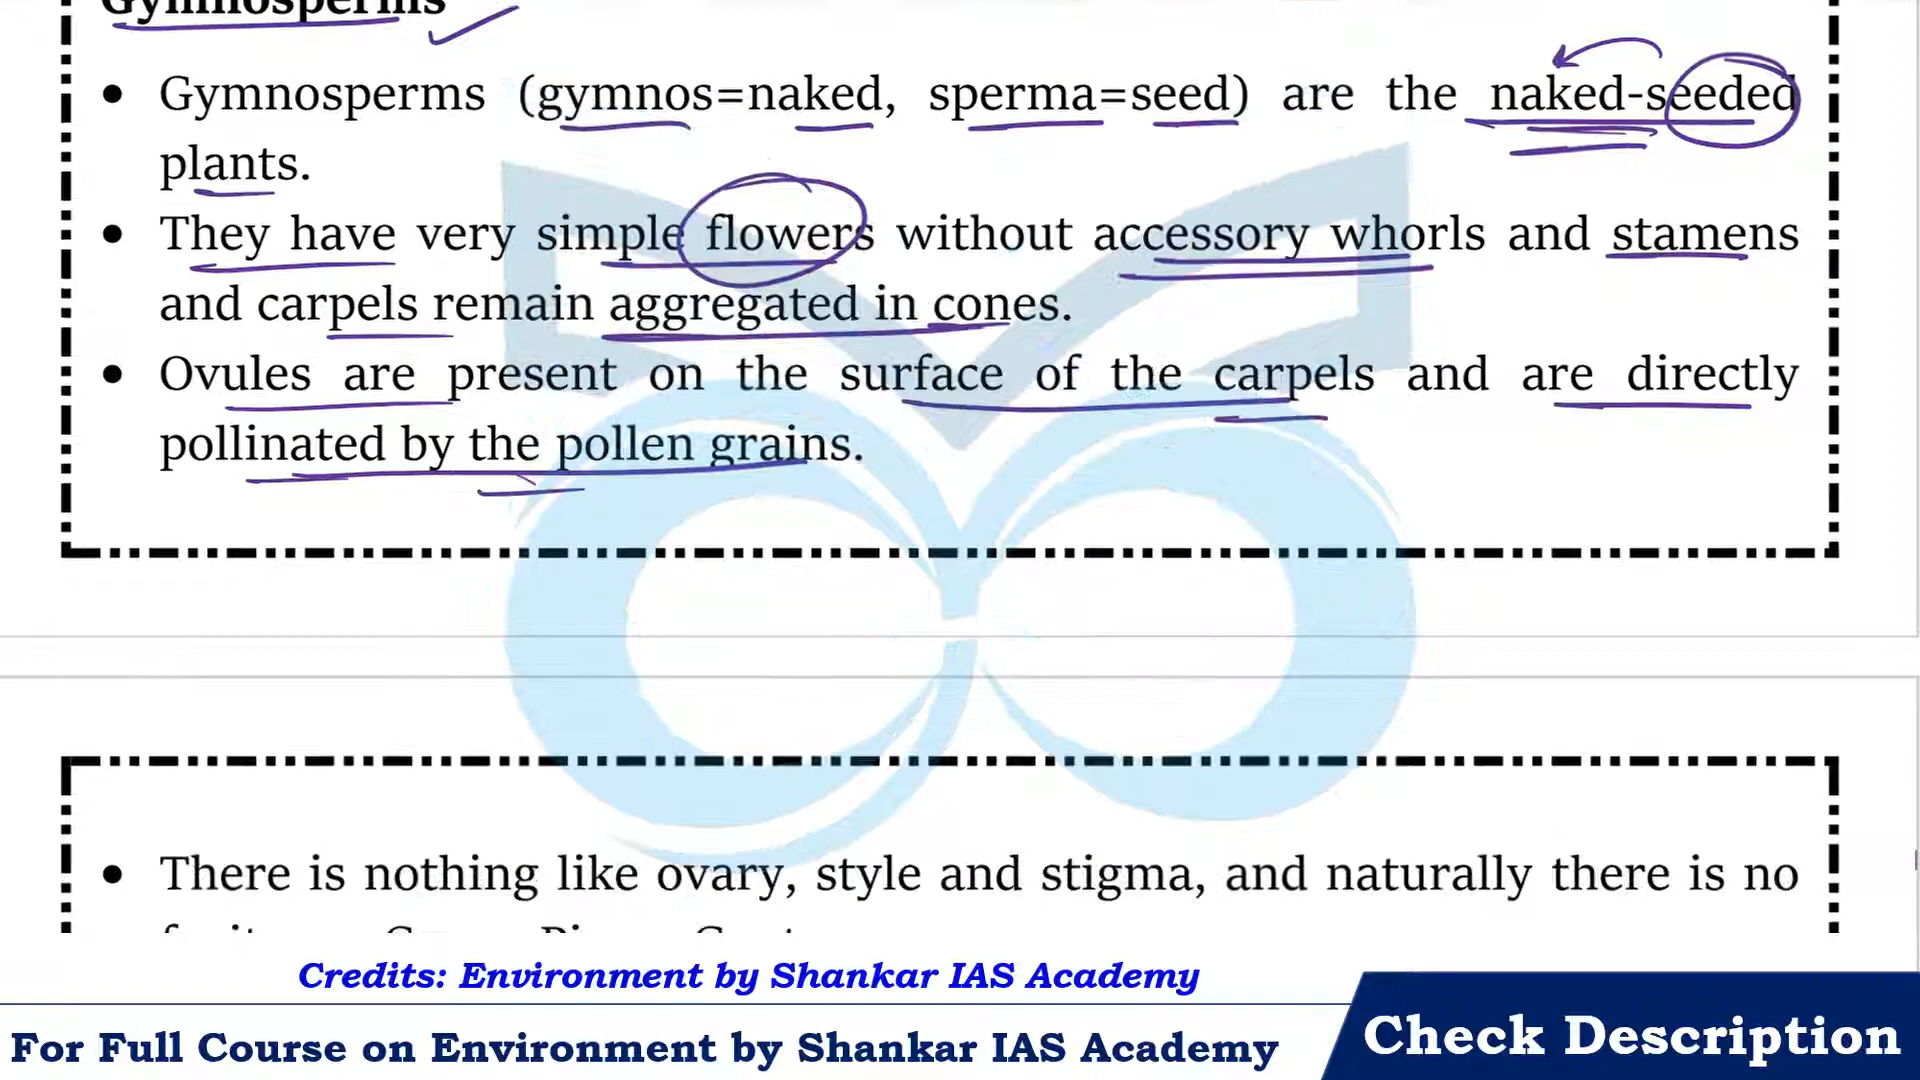 Gymnosperms
• Gymnosperms (gymnos=naked, sperma=seed) are the naked-seeded
plants.
• They have very simple flowers without accessory whorls and stamens
and carpels remain aggregated in cones.
• Ovules are present on the surface of the carpels and are directly
pollinated by the pollen grains.
• There is nothing like ovary, style and stigma, and naturally there is no
Credits: Environment by Shankar IAS Academy
For Full Course on Environment by Shankar IAS Academy
Check Description